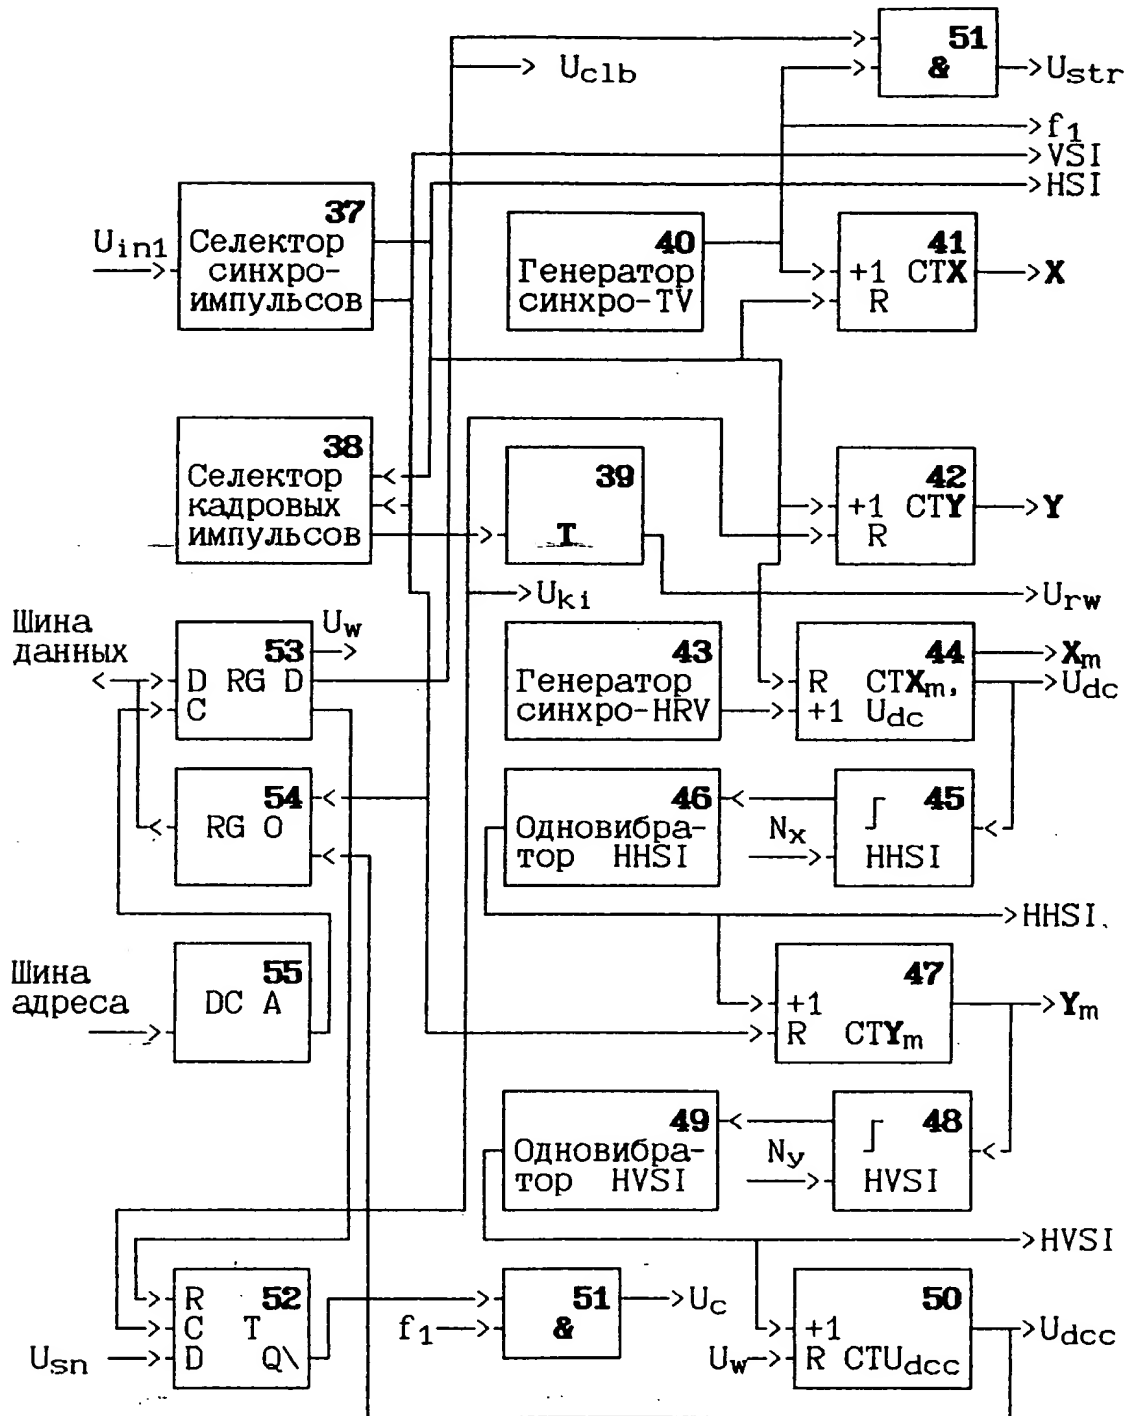 51
&
Uclb
Ustr
f1
VSI
HSI
37
Uin1
Селектор
синхро-
импульсов
40
Генератор
синхро-TV
41
+1 CTX
R
X
38
Селектор
кадровых
импульсов
39
T
42
+1 CTY
R
Y
Uki
Urw
Шина
данных
Uw
53
D RG D
C
43
Генератор
синхро-HRV
44
R CTXm,
+1 Udc
Xm
Udc
54
RG O
46
Одновибра-
тор HHSI
Nx
45
HHSI
HHSI
Шина
адреса
55
DC A
47
+1
R CTYm
Ym
49
Одновибра-
тор HVSI
Ny
48
HVSI
HVSI
52
R
C T
D Q\
Usn
51
&
f1
Uc
50
+1
R CTUdcc
Uw
Udcc